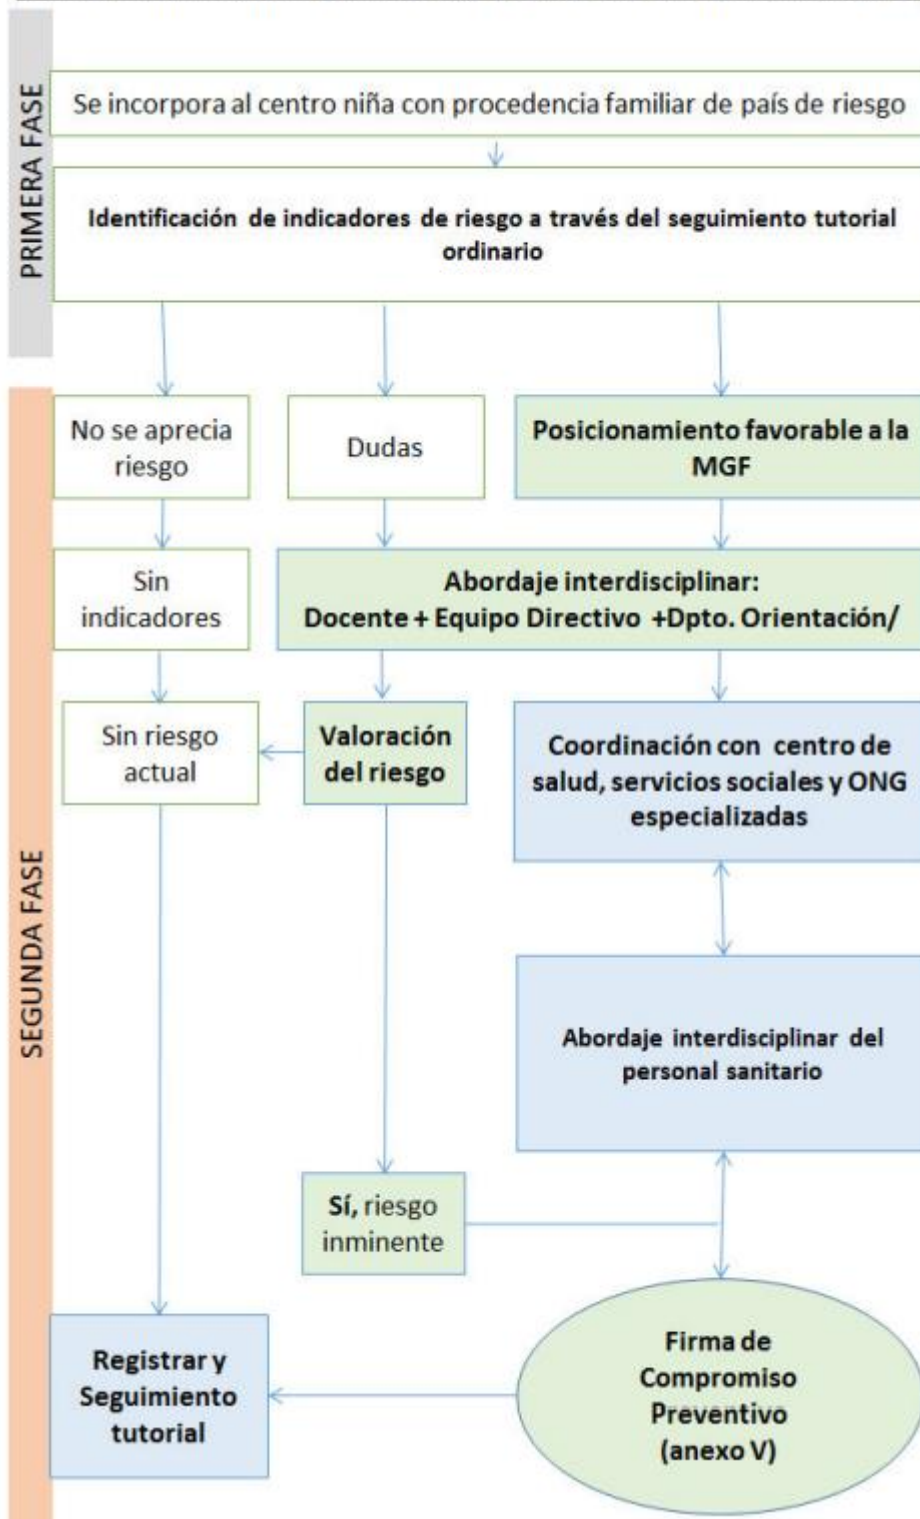 PRIMERA FASE
Se incorpora al centro niña con procedencia familiar de país de riesgo
Identificación de indicadores de riesgo a través del seguimiento tutorial
ordinario
SEGUNDA FASE
No se aprecia
riesgo
Dudas
Posicionamiento favorable a la
MGF
Sin
indicadores
Abordaje interdisciplinar:
Docente + Equipo Directivo +Dpto. Orientación/
Sin riesgo
actual
Valoración
del riesgo
Coordinación con centro de
salud, servicios sociales y ONG
especializadas
Abordaje interdisciplinar del
personal sanitario
Sí, riesgo
inminente
Registrar y
Seguimiento
tutorial
Firma de
Compromiso
Preventivo
(anexo V)